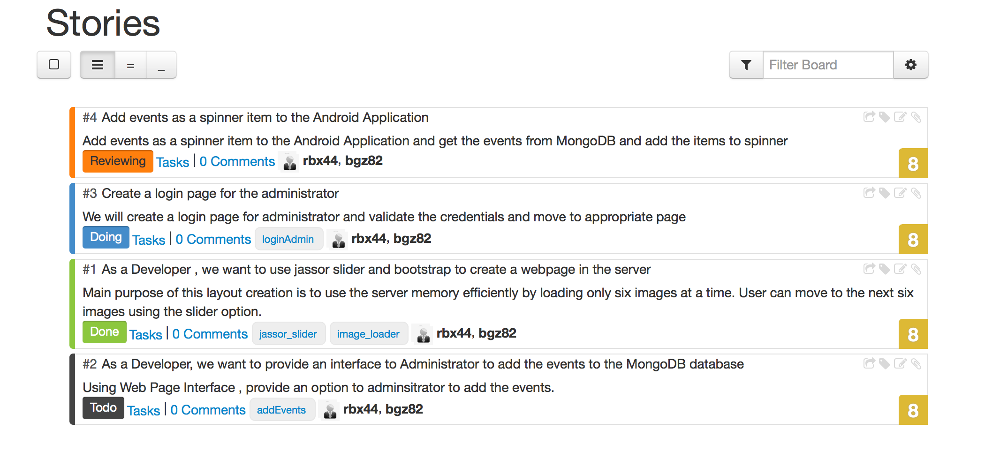 Stories
= _
Filter Board
#4 Add events as a spinner item to the Android Application
Add events as a spinner item to the Android Application and get the events from MongoDB and add the items to spinner
Reviewing Tasks | 0 Comments rbx44, bgz82
8
#3 Create a login page for the administrator
We will create a login page for administrator and validate the credentials and move to appropriate page
Doing Tasks | 0 Comments loginAdmin rbx44, bgz82
8
#1 As a Developer , we want to use jassor slider and bootstrap to create a webpage in the server
Main purpose of this layout creation is to use the server memory efficiently by loading only six images at a time. User can move to the next six
images using the slider option.
Done Tasks | 0 Comments jassor_slider image_loader rbx44, bgz82
8
#2 As a Developer, we want to provide an interface to Administrator to add the events to the MongoDB database
Using Web Page Interface , provide an option to adminsitrator to add the events.
Todo Tasks | 0 Comments addEvents rbx44, bgz82
8